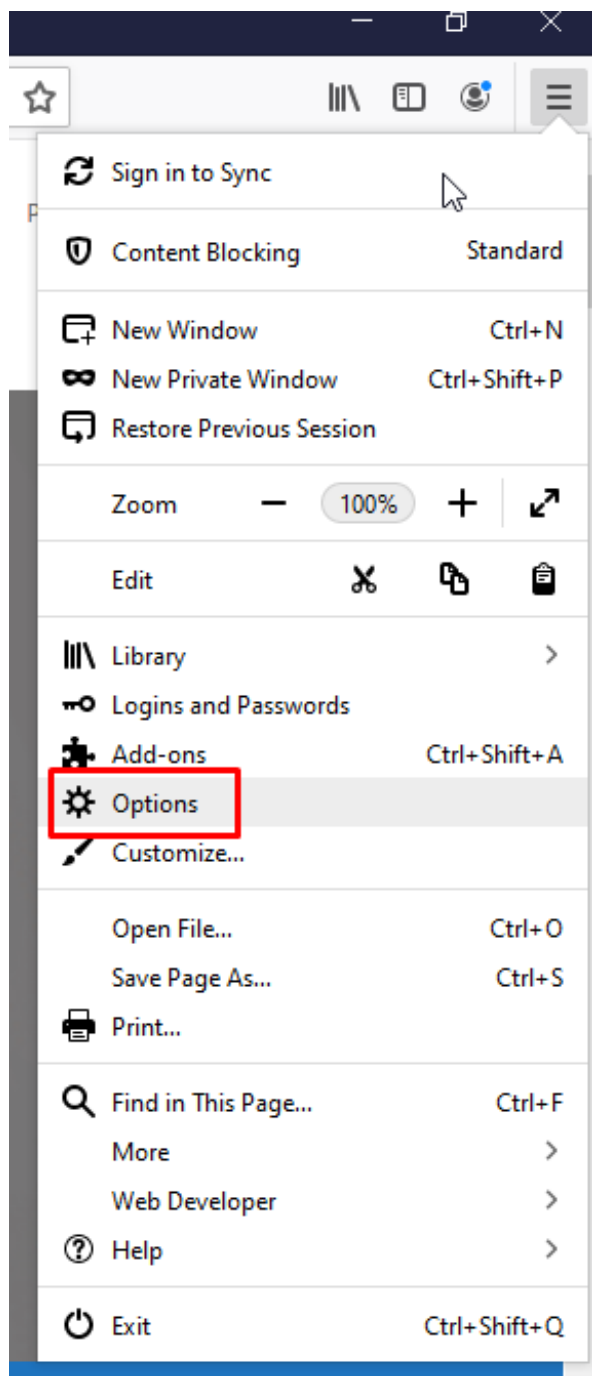 P
Sign in to Sync
Content Blocking Standard
New Window Ctrl+N
New Private Window Ctrl+Shift+P
Restore Previous Session
Zoom 100%
Edit
Library
Logins and Passwords
Add-ons Ctrl+Shift+A
Options
Customize...
Open File... Ctrl+O
Save Page As... Ctrl+S
Print...
Find in This Page... Ctrl+F
More
Web Developer
Help
Exit Ctrl+Shift+Q